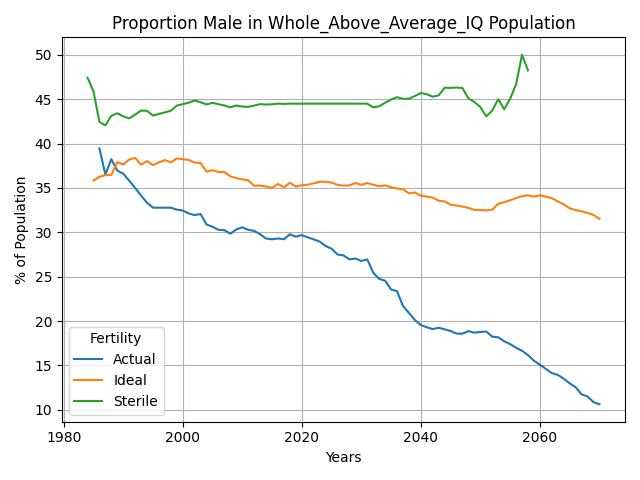 Proportion Male in Whole_Above_Average_IQ Population
% of Population
50
45
40
35
30
25
20
15
10
Fertility
Actual
Ideal
Sterile
1980
2000
2020
2040
2060
Years